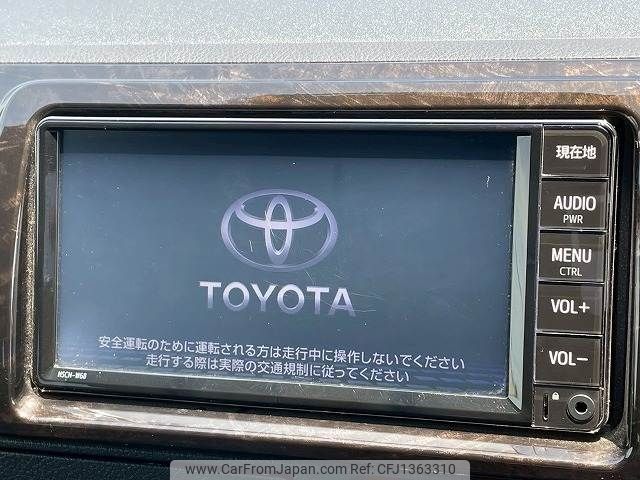 現在地
AUDIO
PWR
MENU
CTRL
VOL+
VOL−
TOYOTA
安全運転のために運転される方は走行中に操作しないでください
走行する際は実際の交通規制に従ってください
NSCN-W60
www.CarFromJapan.com CFJ1363310